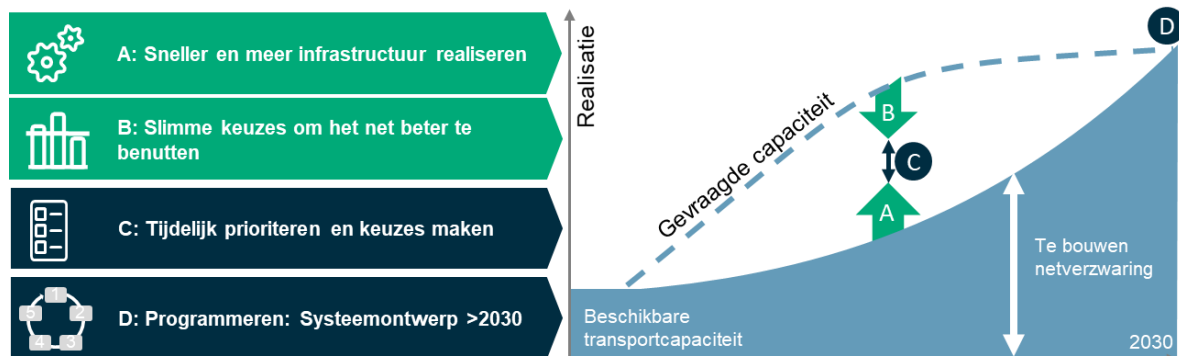 A: Sneller en meer infrastructuur realiseren
B: Slimme keuzes om het net beter te
benutten
C: Tijdelijk prioriteren en keuzes maken
1
5
2
4
3
D: Programmeren: Systeemontwerp >2030
Realisatie
Gevraagde capaciteit
D
B
C
A
Te bouwen
netverzwaring
Beschikbare
transportcapaciteit
2030